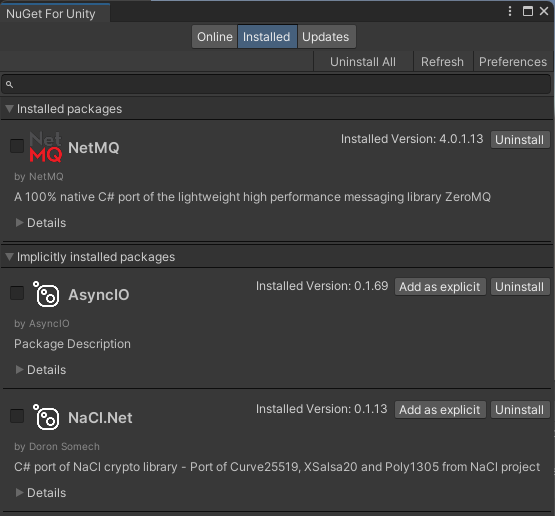 NuGet For Unity
Online Installed Updates
Uninstall All Refresh Preferences
Installed packages
Net
MQ
NetMQ
Installed Version: 4.0.1.13 Uninstall
by NetMQ
A 100% native C# port of the lightweight high performance messaging library ZeroMQ
Details
Implicitly installed packages
AsyncIO
Installed Version: 0.1.69 Add as explicit Uninstall
by AsyncIO
Package Description
Details
NaCl.Net
Installed Version: 0.1.13 Add as explicit Uninstall
by Doron Somech
C# port of NaCl crypto library - Port of Curve25519, XSalsa20 and Poly1305 from NaCl project
Details